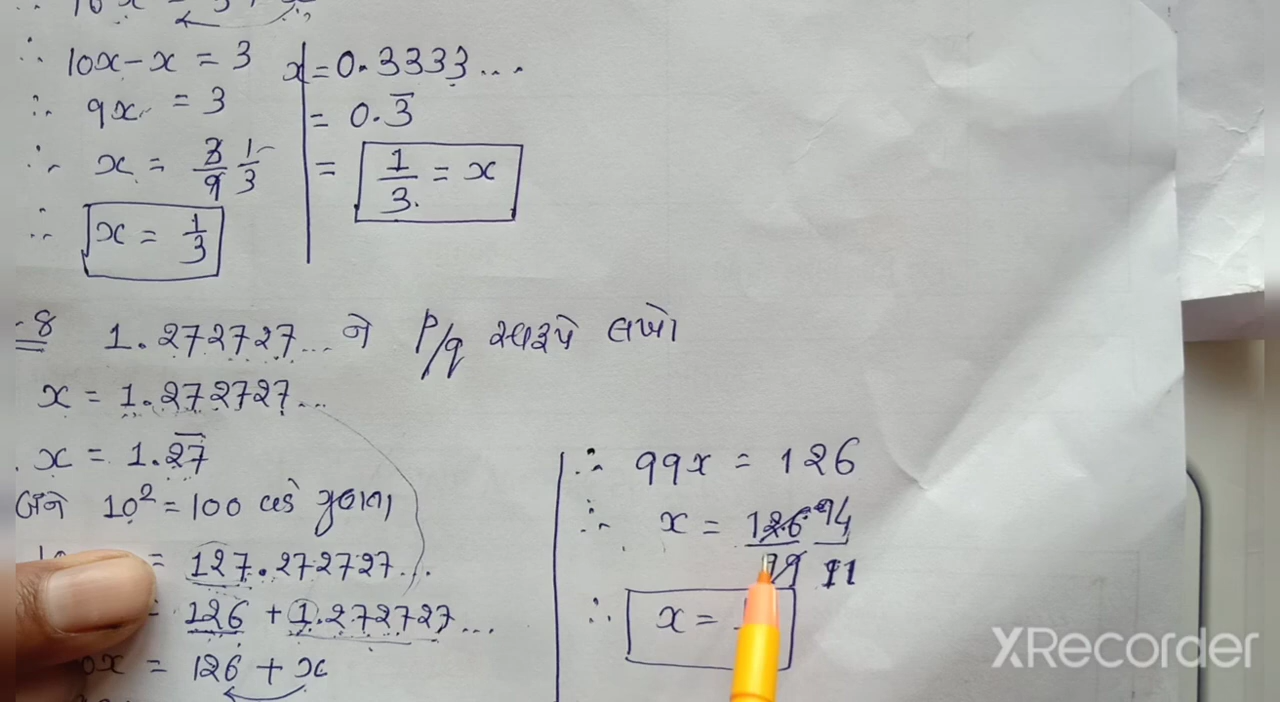 ∴ 10x - x = 3
∴ 9x = 3
∴ x = 3/9 1/3
∴ x = 1/3
x = 0.3333...
= 0.3̅
= 1/3 = x
-8 1.272727... ને P/q સ્વરૂપે લખો
x = 1.272727...
x = 1.2̅7̅
બંને 10² = 100 વડે ગુણતા
= 127.272727...
= 126 + 1.272727...
0x = 126 + x
∴ 99x = 126
∴ x = 126/99 14/11
∴ x =
XRecorder